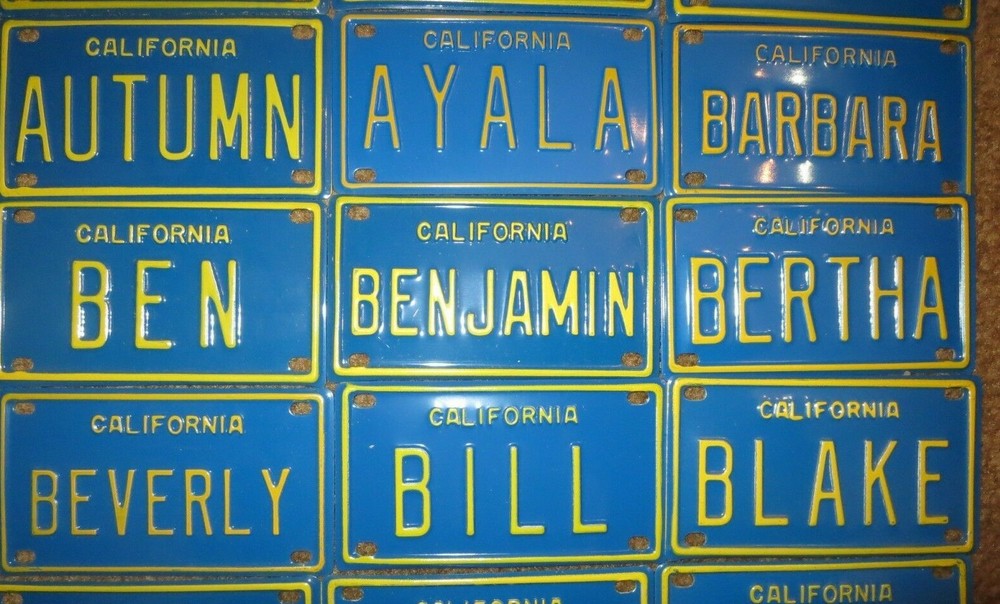 CALIFORNIA
AUTUMN
CALIFORNIA
AYALA
CALIFORNIA
BARBARA
CALIFORNIA
BEN
CALIFORNIA
BENJAMIN
CALIFORNIA
BERTHA
CALIFORNIA
BEVERLY
CALIFORNIA
BILL
CALIFORNIA
BLAKE
CALIFORNIA
CALIFORNIA